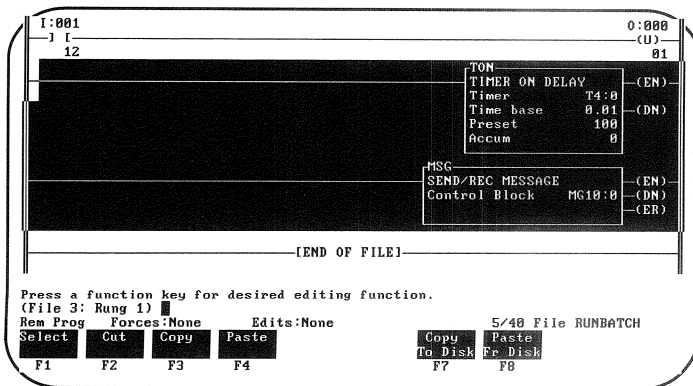 I:001 O:000
] [ (U)
12 01
TON
TIMER ON DELAY (EN)
Timer T4:0
Time base 0.01 (DN)
Preset 100
Accum 0
MSG
SEND/REC MESSAGE (EN)
Control Block MG10:0 (DN)
(ER)
[END OF FILE]
Press a function key for desired editing function.
(File 3: Rung 1)
Rem Prog Forces:None Edits:None 5/40 File RUNBATCH
Select Cut Copy Paste Copy To Disk Paste Fr Disk
F1 F2 F3 F4 F7 F8